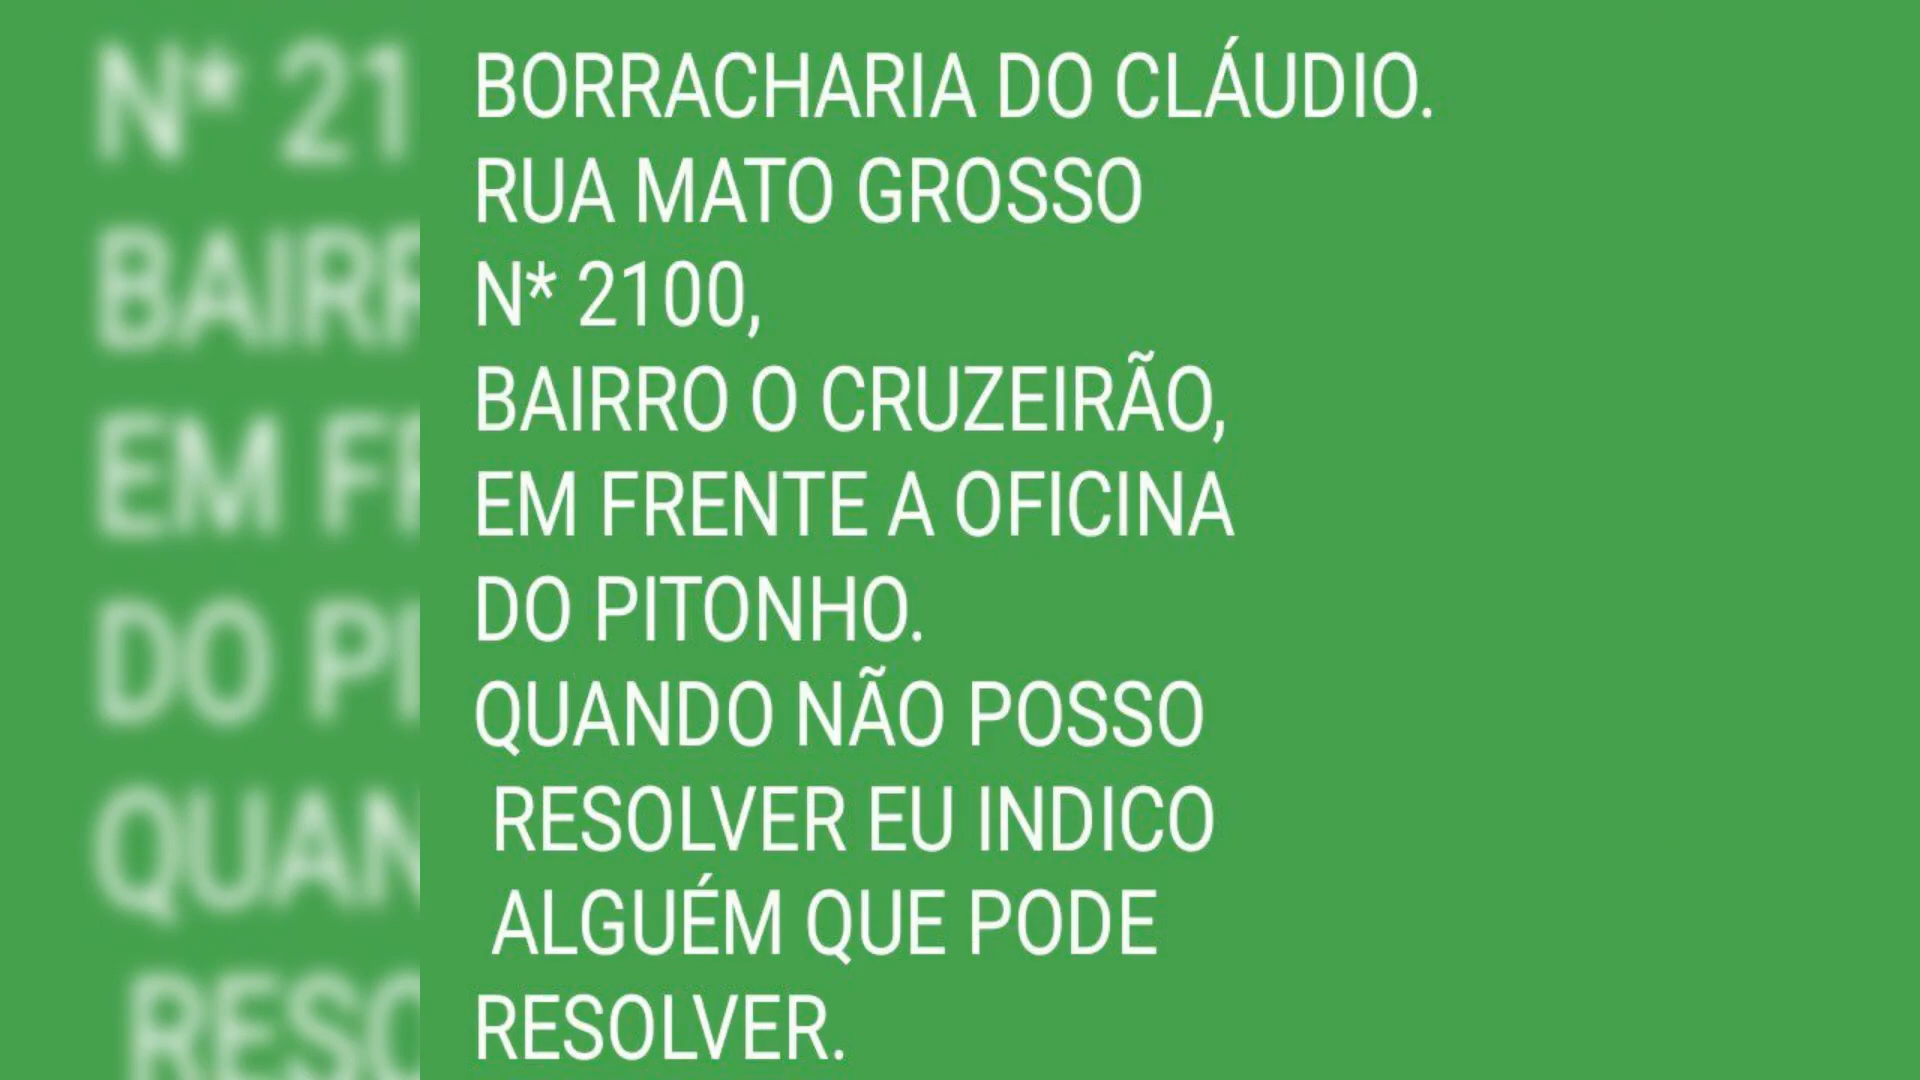 BORRACHARIA DO CLÁUDIO.
RUA MATO GROSSO
N* 2100,
BAIRRO O CRUZEIRÃO,
EM FRENTE A OFICINA
DO PITONHO.
QUANDO NÃO POSSO
RESOLVER EU INDICO
ALGUÉM QUE PODE
RESOLVER.